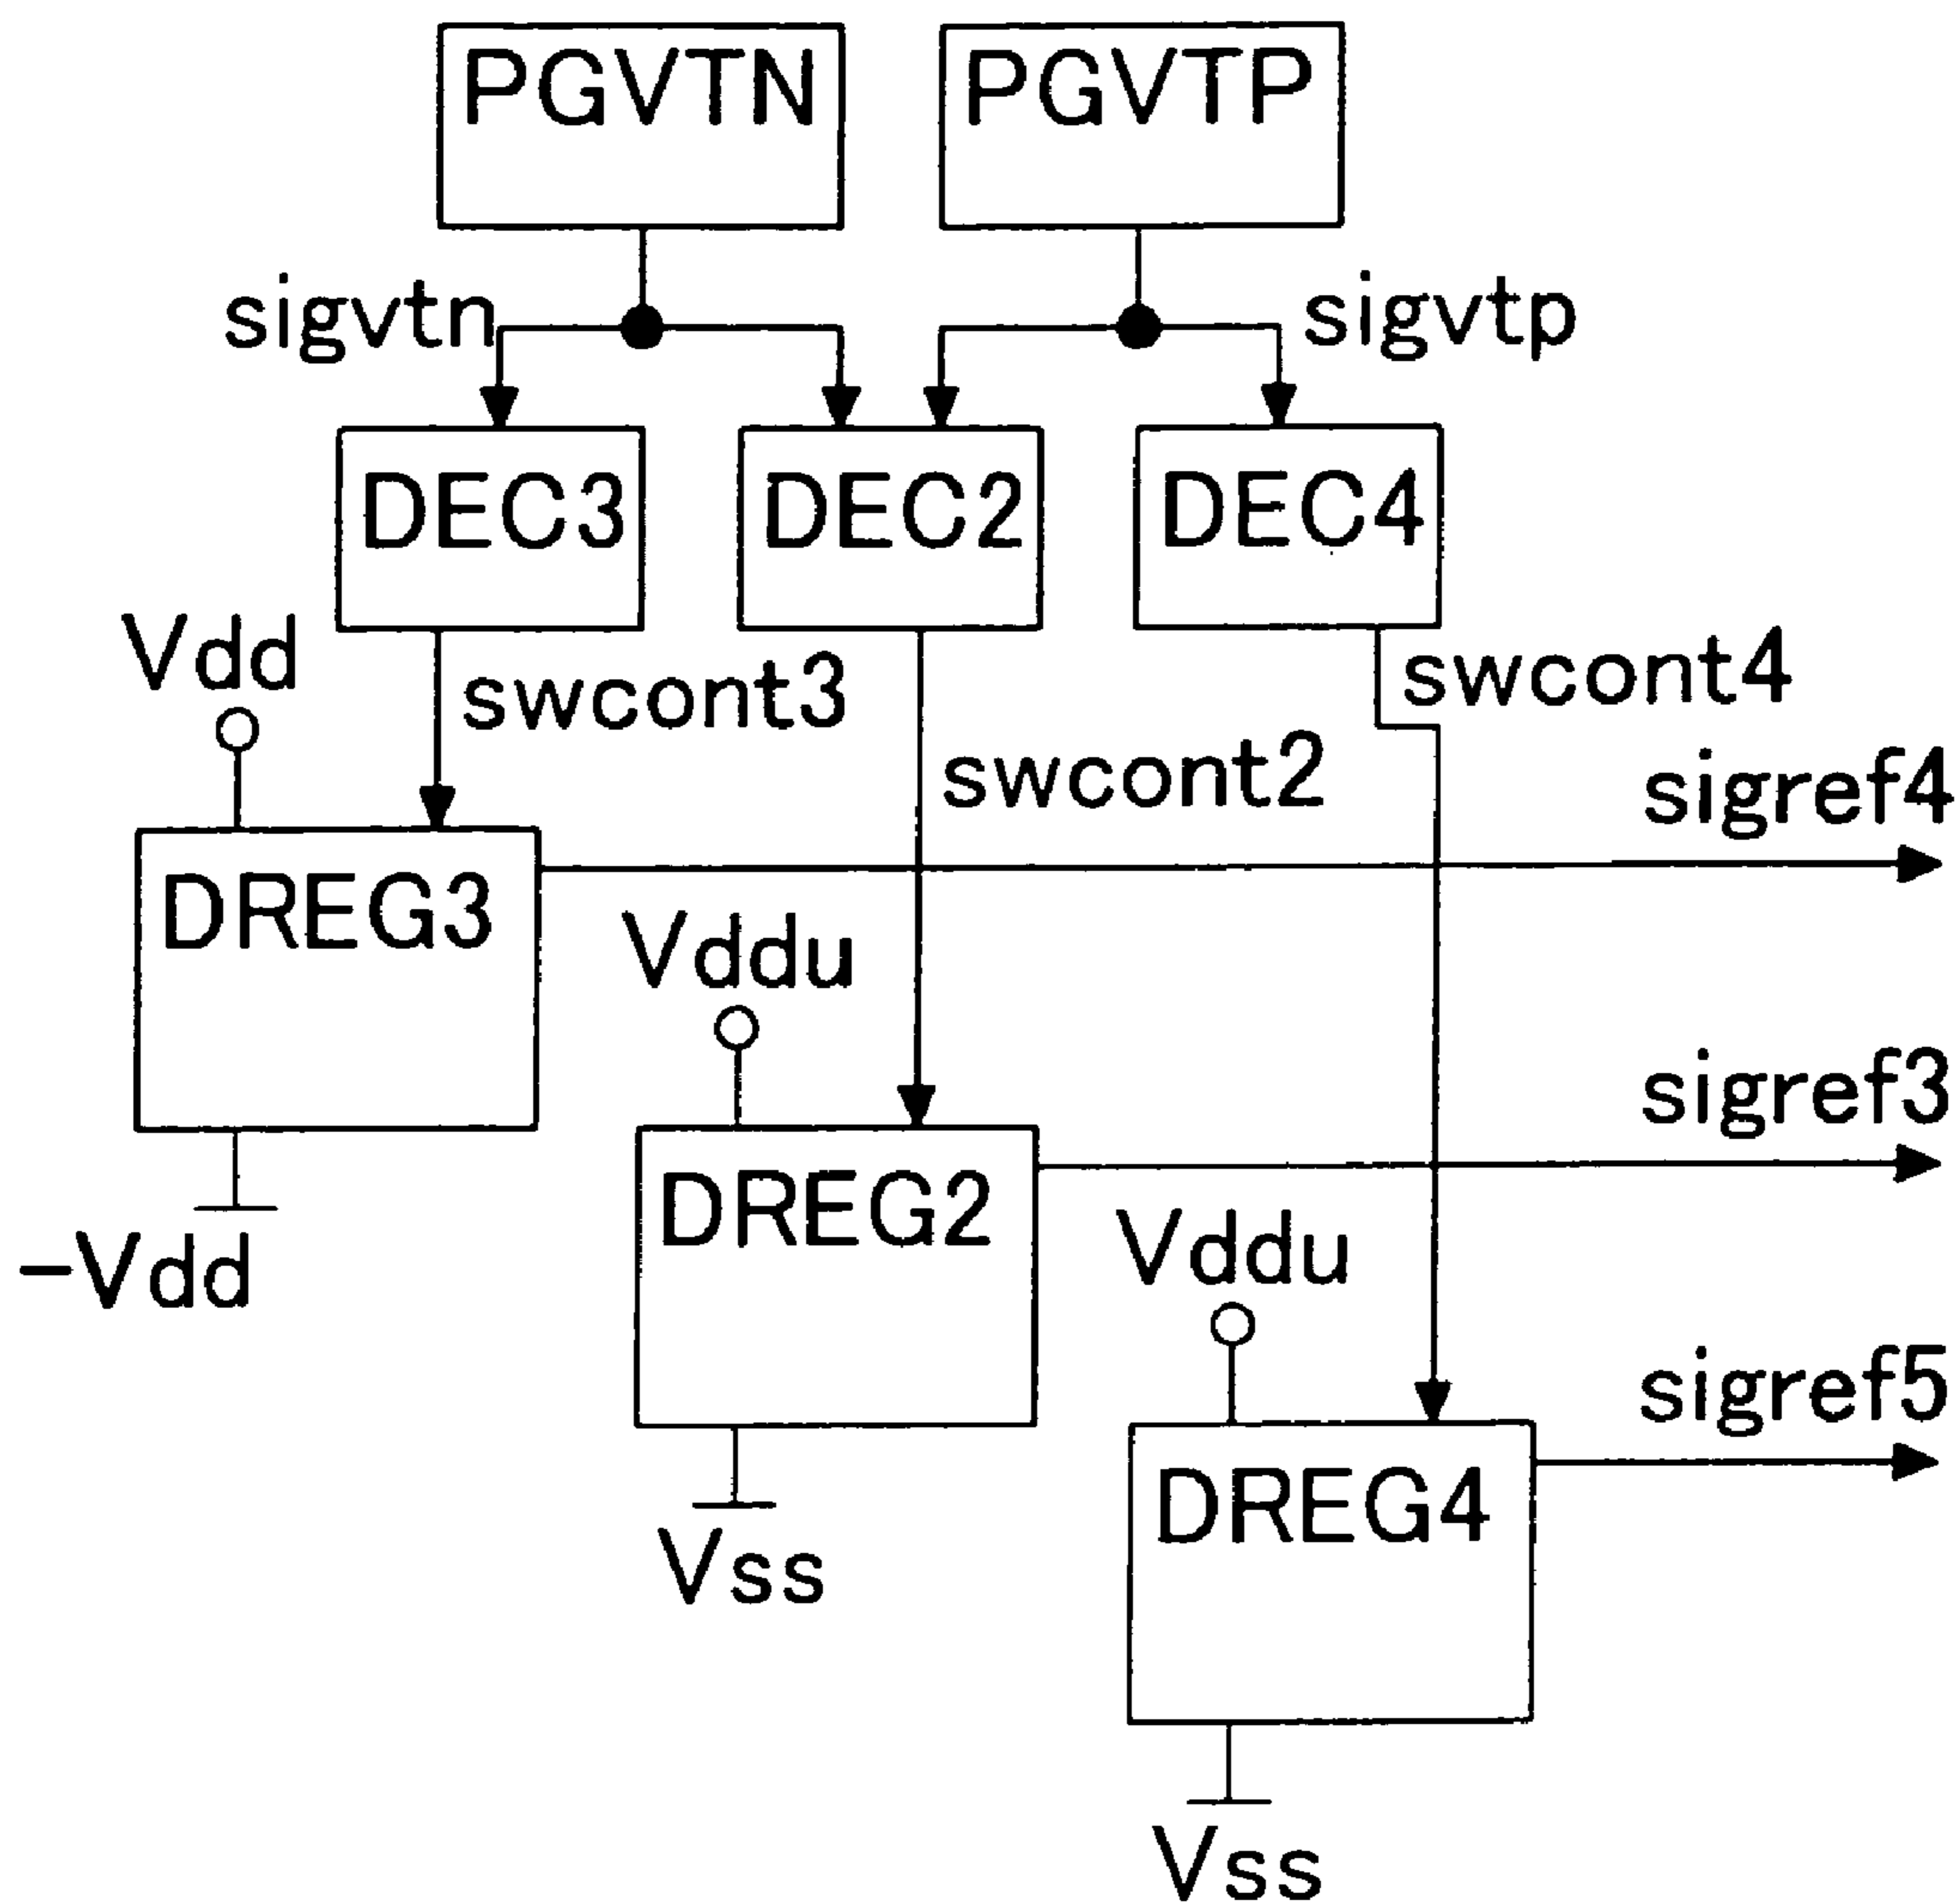 PGVTN PGVTP
sigvtn sigvtp
DEC3 DEC2 DEC4
Vdd swcont3 swcont4
swcont2 sigref4
DREG3
Vddu
sigref3
DREG2
-Vdd Vddu
sigref5
DREG4
Vss
Vss